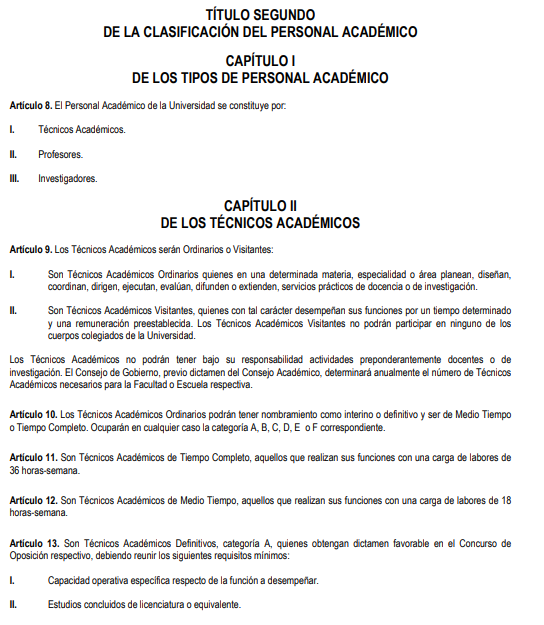 TÍTULO SEGUNDO
DE LA CLASIFICACIÓN DEL PERSONAL ACADÉMICO
CAPÍTULO I
DE LOS TIPOS DE PERSONAL ACADÉMICO
Artículo 8. El Personal Académico de la Universidad se constituye por:
I. Técnicos Académicos.
II. Profesores.
III. Investigadores.
CAPÍTULO II
DE LOS TÉCNICOS ACADÉMICOS
Artículo 9. Los Técnicos Académicos serán Ordinarios o Visitantes:
I. Son Técnicos Académicos Ordinarios quienes en una determinada materia, especialidad o área planean, diseñan,
coordinan, dirigen, ejecutan, evalúan, difunden o extienden, servicios prácticos de docencia o de investigación.
II. Son Técnicos Académicos Visitantes, quienes con tal carácter desempeñan sus funciones por un tiempo determinado
y una remuneración preestablecida. Los Técnicos Académicos Visitantes no podrán participar en ninguno de los
cuerpos colegiados de la Universidad.
Los Técnicos Académicos no podrán tener bajo su responsabilidad actividades preponderantemente docentes o de
investigación. El Consejo de Gobierno, previo dictamen del Consejo Académico, determinará anualmente el número de Técnicos
Académicos necesarios para la Facultad o Escuela respectiva.
Artículo 10. Los Técnicos Académicos Ordinarios podrán tener nombramiento como interino o definitivo y ser de Medio Tiempo
o Tiempo Completo. Ocuparán en cualquier caso la categoría A, B, C, D, E o F correspondiente.
Artículo 11. Son Técnicos Académicos de Tiempo Completo, aquellos que realizan sus funciones con una carga de labores de
36 horas-semana.
Artículo 12. Son Técnicos Académicos de Medio Tiempo, aquellos que realizan sus funciones con una carga de labores de 18
horas-semana.
Artículo 13. Son Técnicos Académicos Definitivos, categoría A, quienes obtengan dictamen favorable en el Concurso de
Oposición respectivo, debiendo reunir los siguientes requisitos mínimos:
I. Capacidad operativa específica respecto de la función a desempeñar.
II. Estudios concluidos de licenciatura o equivalente.